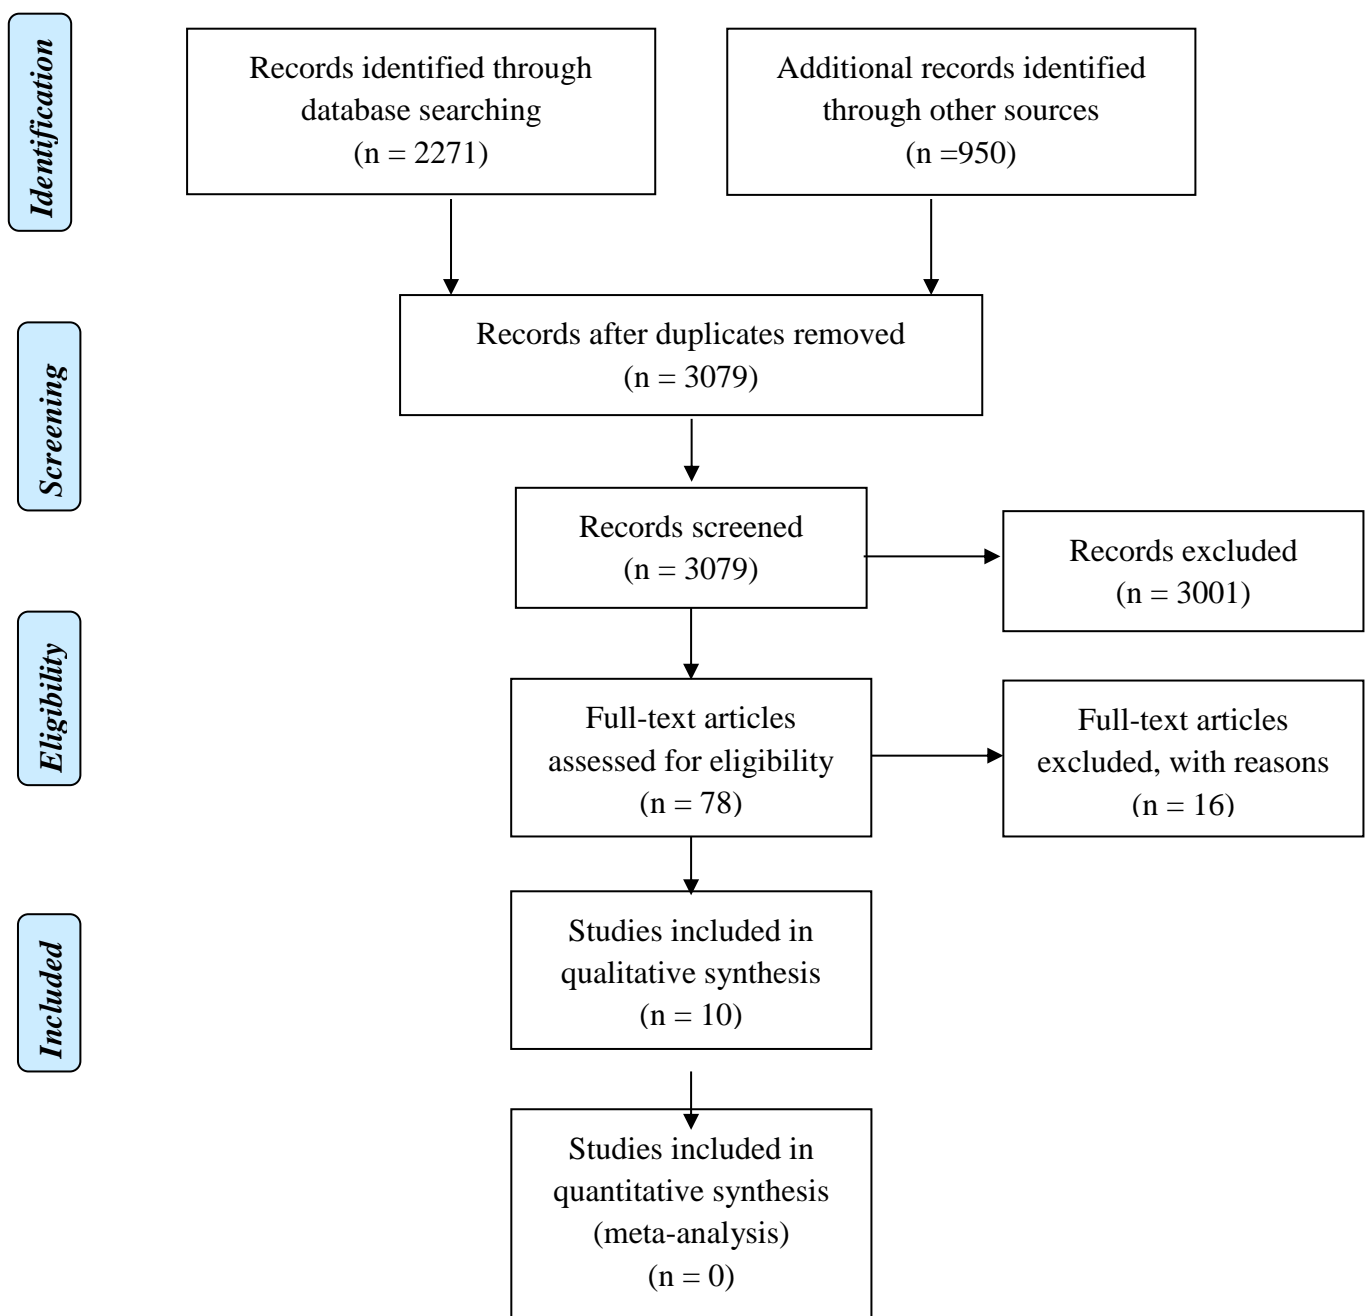 Identification
Records identified through
database searching
(n = 2271)
Additional records identified
through other sources
(n =950)
Records after duplicates removed
(n = 3079)
Screening
Records screened
(n = 3079)
Records excluded
(n = 3001)
Eligibility
Full-text articles
assessed for eligibility
(n = 78)
Full-text articles
excluded, with reasons
(n = 16)
Included
Studies included in
qualitative synthesis
(n = 10)
Studies included in
quantitative synthesis
(meta-analysis)
(n = 0)